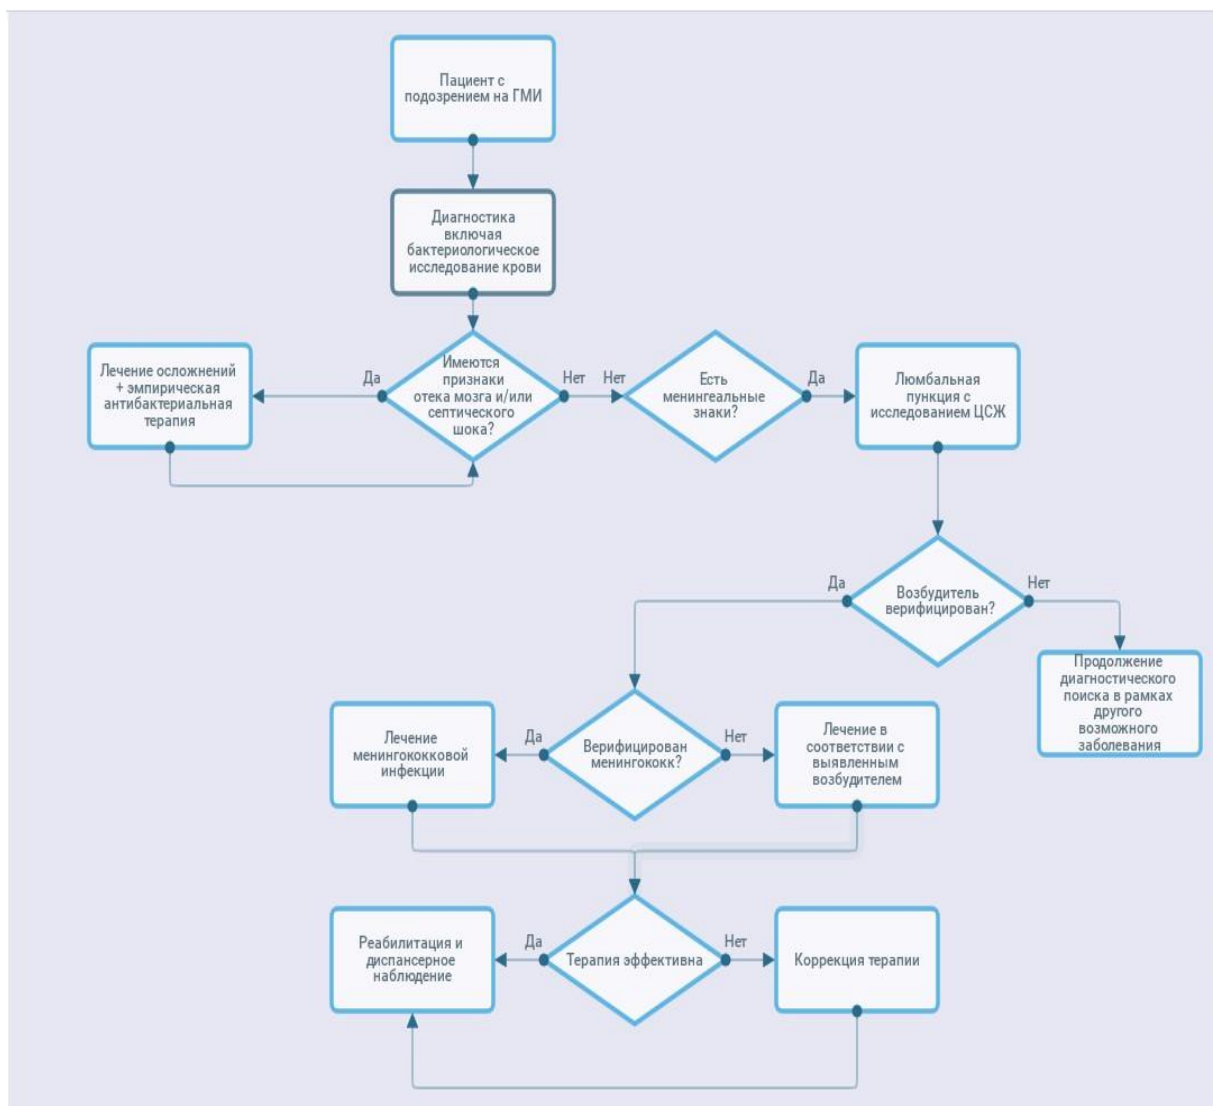 Пациент с
подозрением на ГМИ
Диагностика
включая
бактериологическое
исследование крови
Лечение осложнений
+ эмпирическая
антибактериальная
терапия
Да
Имеются
признаки
отека мозга и/или
септического
шока?
Нет
Нет
Есть
менингеальные
знаки?
Да
Люмбальная
пункция с
исследованием ЦСЖ
Да
Возбудитель
верифицирован?
Нет
Продолжение
диагностического
поиска в рамках
другого
возможного
заболевания
Лечение
менингококковой
инфекции
Да
Верифицирован
менингококк?
Нет
Лечение в
соответствии с
выявленным
возбудителем
Реабилитация и
диспансерное
наблюдение
Да
Терапия эффективна
Нет
Коррекция терапии